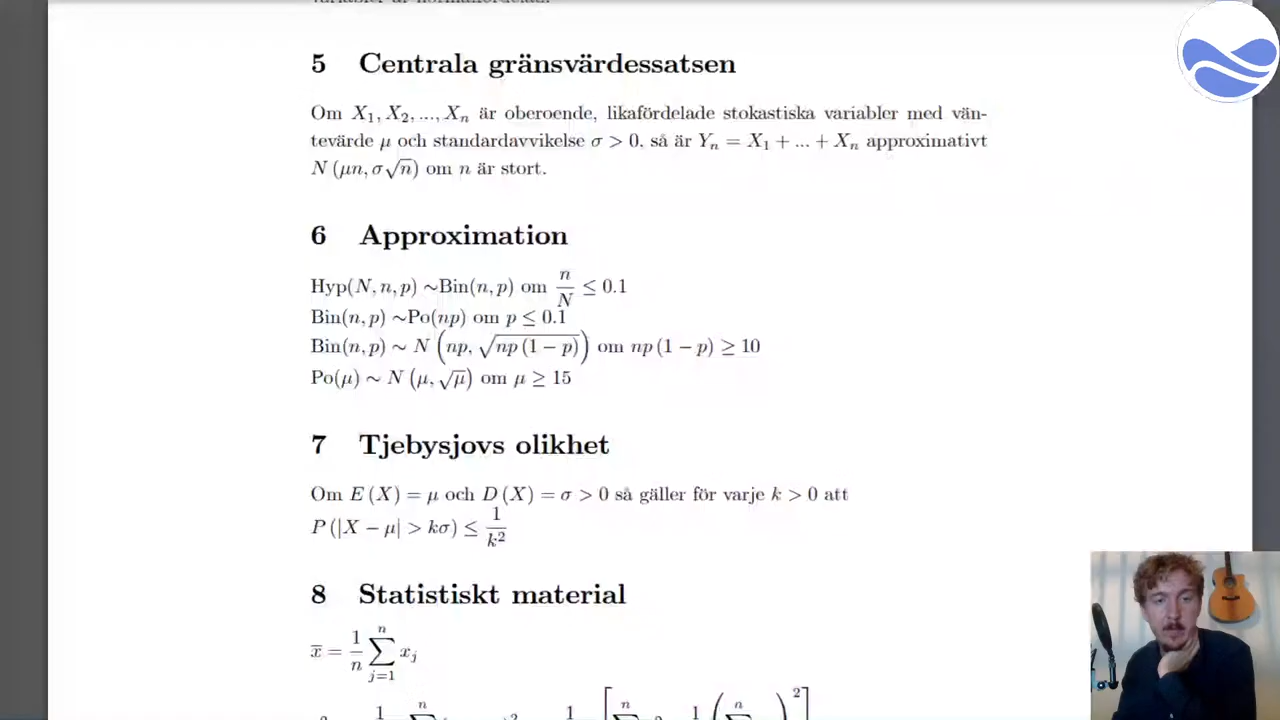 5 Centrala gränsvärdessatsen
Om X₁, X₂, ..., Xₙ är oberoende, likafördelade stokastiska variabler med vän-
tevärde μ och standardavvikelse σ > 0. så är Yₙ = X₁ + ... + Xₙ approximativt
N (μn, σ√n) om n är stort.
6 Approximation
Hyp(N, n, p) ∼Bin(n, p) om n/N ≤ 0.1
Bin(n, p) ∼Po(np) om p ≤ 0.1
Bin(n, p) ∼ N (np, √(np (1 − p))) om np (1 − p) ≥ 10
Po(μ) ∼ N (μ, √μ) om μ ≥ 15
7 Tjebysjovs olikhet
Om E (X) = μ och D (X) = σ > 0 så gäller för varje k > 0 att
P (|X − μ| > kσ) ≤ 1/k²
8 Statistiskt material
x̄ = 1/n ∑ⁿⱼ₌₁ xⱼ